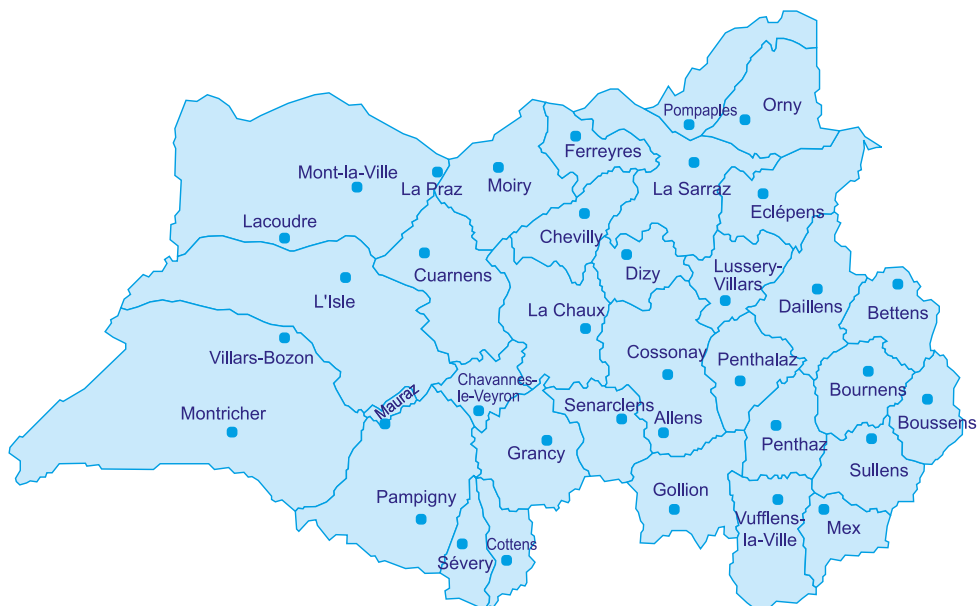 Pompaples
Orny
Ferreyres
Mont-la-Ville
La Praz
Moiry
La Sarraz
Eclépens
Lacoudre
Chevilly
Cuarnens
Dizy
Lussery-
Villars
L'Isle
Daillens
La Chaux
Bettens
Villars-Bozon
Cossonay
Penthalaz
Chavannes-
le-Veyron
Bournens
Mauraz
Senarclens
Montricher
Allens
Boussens
Penthaz
Grancy
Sullens
Pampigny
Gollion
Vufflens-
la-Ville
Mex
Cottens
Sévery